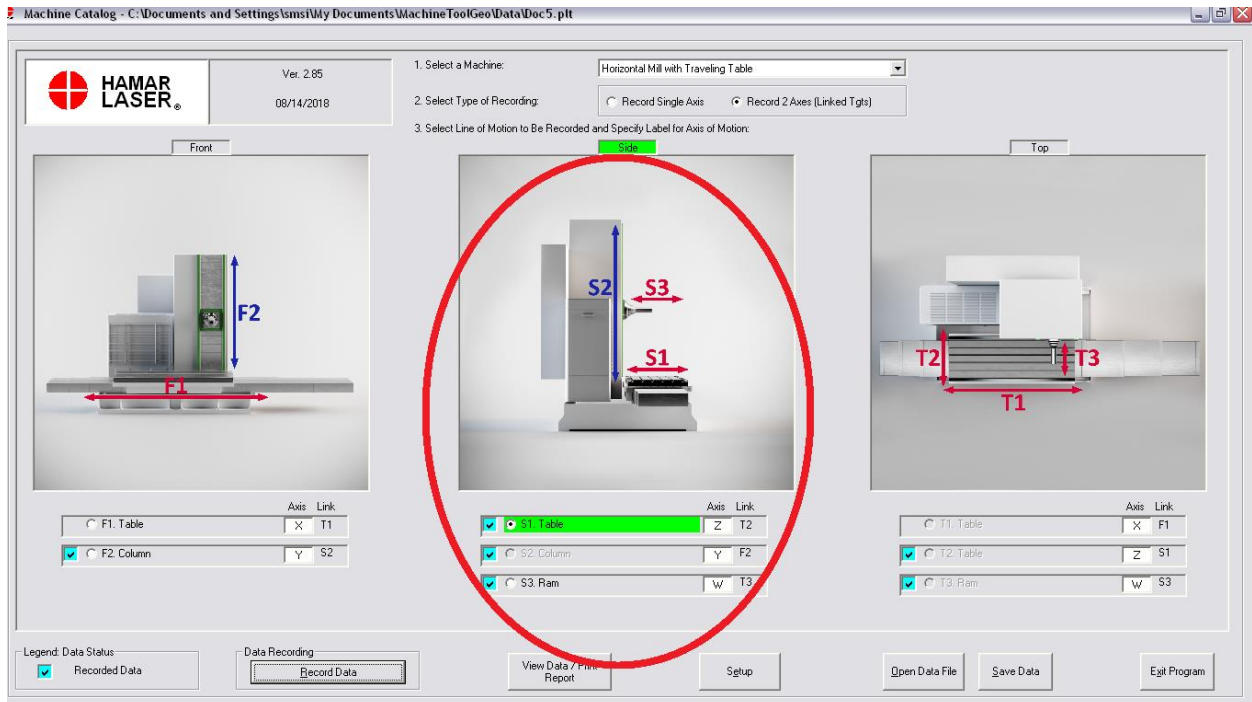 Machine Catalog - C:\Documents and Settings\smsi\My Documents\MachineToolGeo\Data\Doc5.plt
HAMAR
LASER®
Ver. 2.85
08/14/2018
1. Select a Machine:
Horizontal Mill with Traveling Table
2. Select Type of Recording:
Record Single Axis
Record 2 Axes (Linked Tgts)
3. Select Line of Motion to Be Recorded and Specify Label for Axis of Motion:
Front
F2
F1
Axis Link
F1. Table X T1
F2. Column Y S2
Side
S2
S3
S1
Axis Link
S1. Table Z T2
S2. Column Y F2
S3. Ram W T3
Top
T2
T3
T1
Axis Link
T1. Table X F1
T2. Table Z S1
T3. Ram W S3
Legend: Data Status
Recorded Data
Data Recording
Record Data
View Data / Print
Report
Setup
Open Data File
Save Data
Exit Program